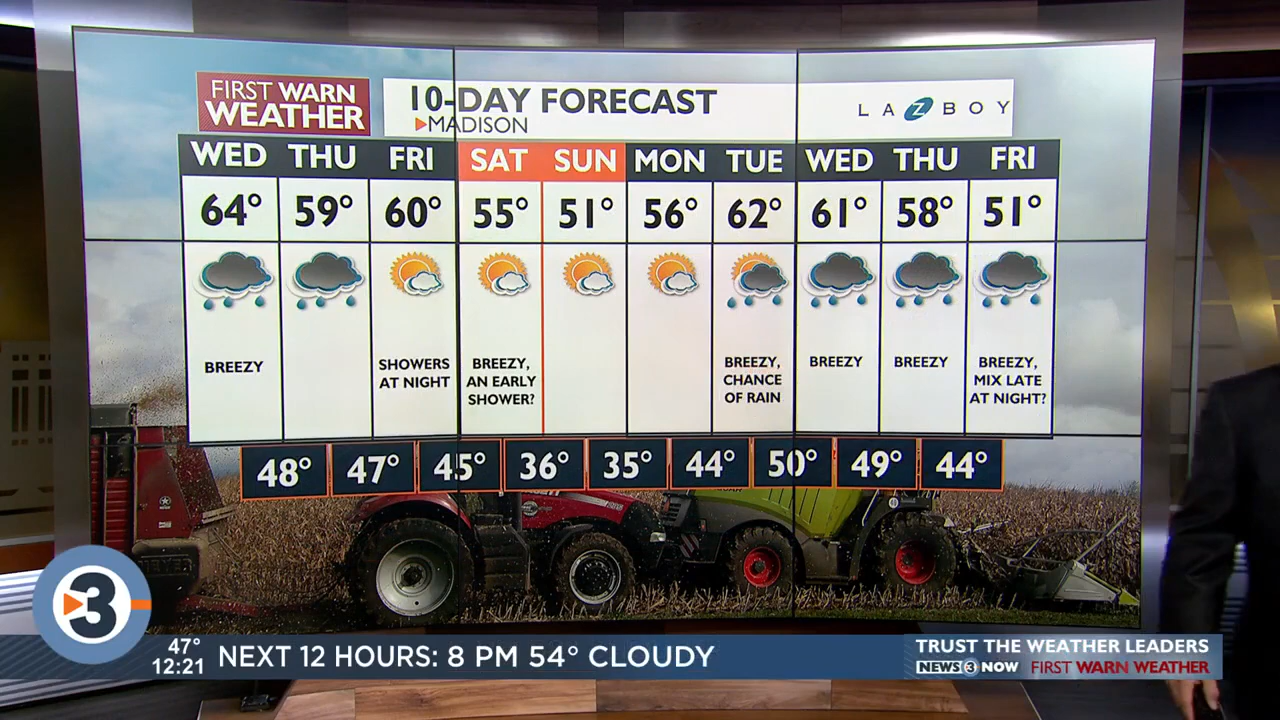 FIRST WARN
WEATHER
10-DAY FORECAST
MADISON
LA Z BOY
WED THU FRI SAT SUN MON TUE WED THU FRI
64° 59° 60° 55° 51° 56° 62° 61° 58° 51°
BREEZY
SHOWERS
AT NIGHT
BREEZY,
AN EARLY
SHOWER?
BREEZY,
CHANCE
OF RAIN
BREEZY
BREEZY
BREEZY,
MIX LATE
AT NIGHT?
48° 47° 45° 36° 35° 44° 50° 49° 44°
3
47°
12:21
NEXT 12 HOURS: 8 PM 54° CLOUDY
TRUST THE WEATHER LEADERS
NEWS 3 NOW FIRST WARN WEATHER